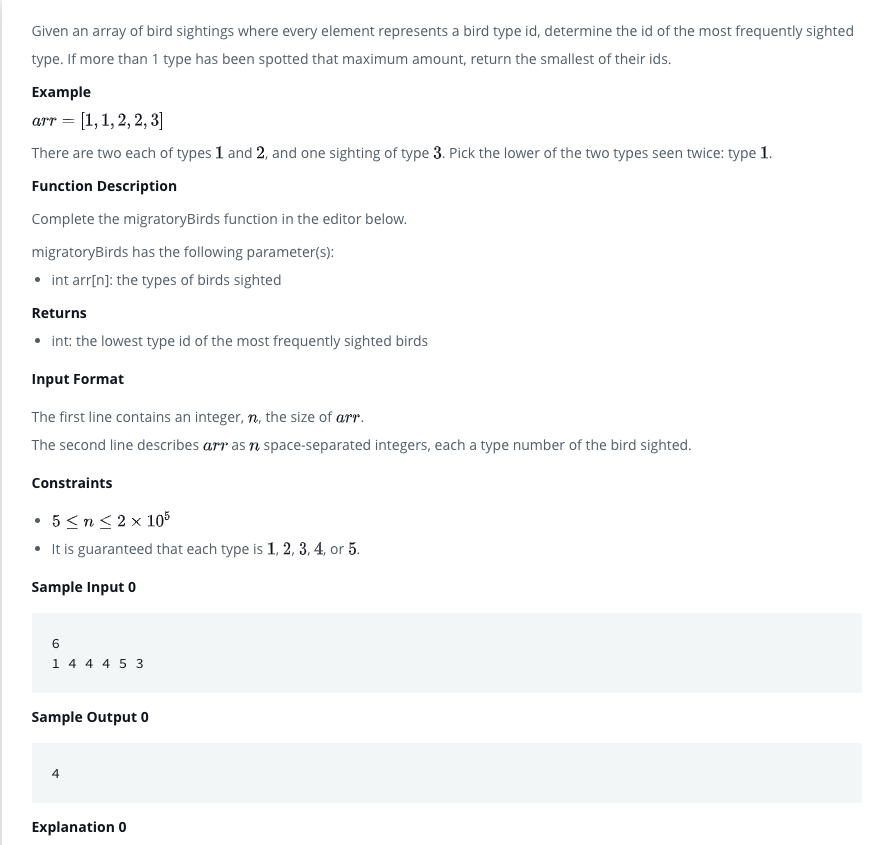 Given an array of bird sightings where every element represents a bird type id, determine the id of the most frequently sighted
type. If more than 1 type has been spotted that maximum amount, return the smallest of their ids.
Example
arr = [1, 1, 2, 2, 3]
There are two each of types 1 and 2, and one sighting of type 3. Pick the lower of the two types seen twice: type 1.
Function Description
Complete the migratoryBirds function in the editor below.
migratoryBirds has the following parameter(s):
• int arr[n]: the types of birds sighted
Returns
• int: the lowest type id of the most frequently sighted birds
Input Format
The first line contains an integer, n, the size of arr.
The second line describes arr as n space-separated integers, each a type number of the bird sighted.
Constraints
• 5 ≤ n ≤ 2 × 10⁵
• It is guaranteed that each type is 1, 2, 3, 4, or 5.
Sample Input 0
6
1 4 4 4 5 3
Sample Output 0
4
Explanation 0